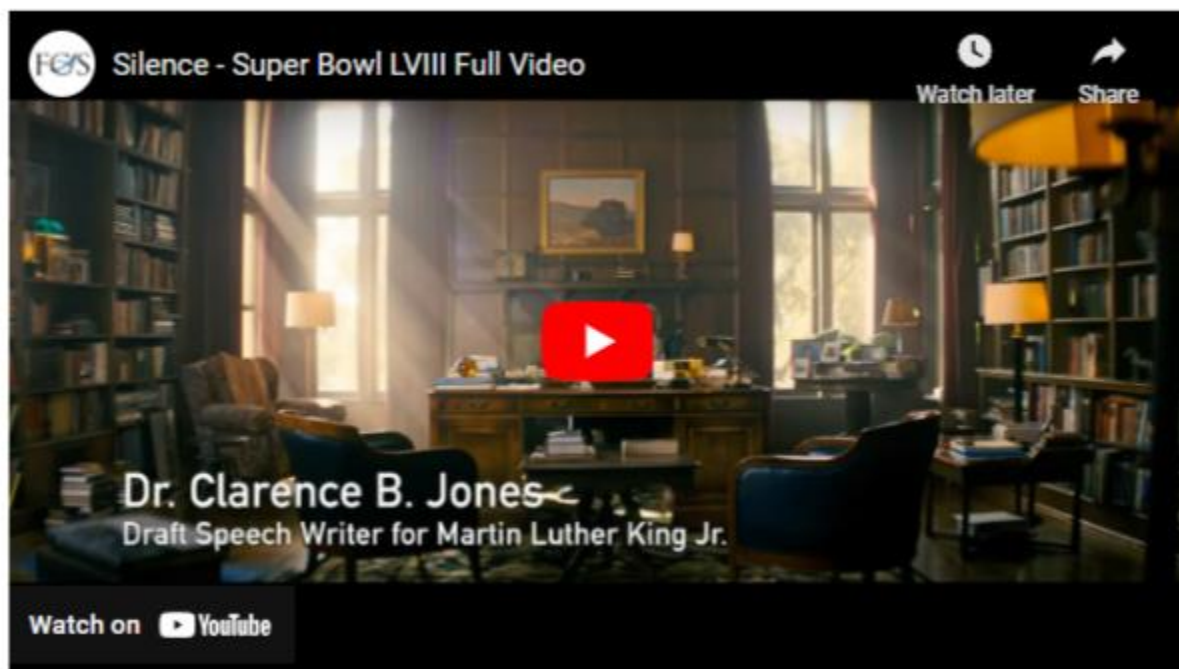 FCAS
Silence - Super Bowl LVIII Full Video
Watch later
Share
Dr. Clarence B. Jones
Draft Speech Writer for Martin Luther King Jr.
Watch on YouTube